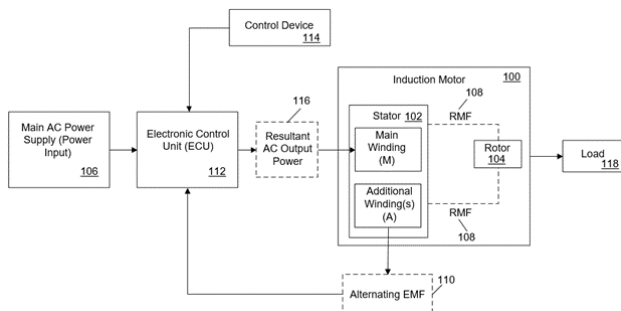 Control Device
114
Induction Motor 100
108
116
Stator 102
RMF
Main AC Power
Supply (Power
Input)
106
Electronic Control
Unit (ECU)
112
Resultant
AC Output
Power
Main
Winding
(M)
Rotor
104
Load
118
Additional
Winding(s)
(A)
RMF
108
110
Alternating EMF